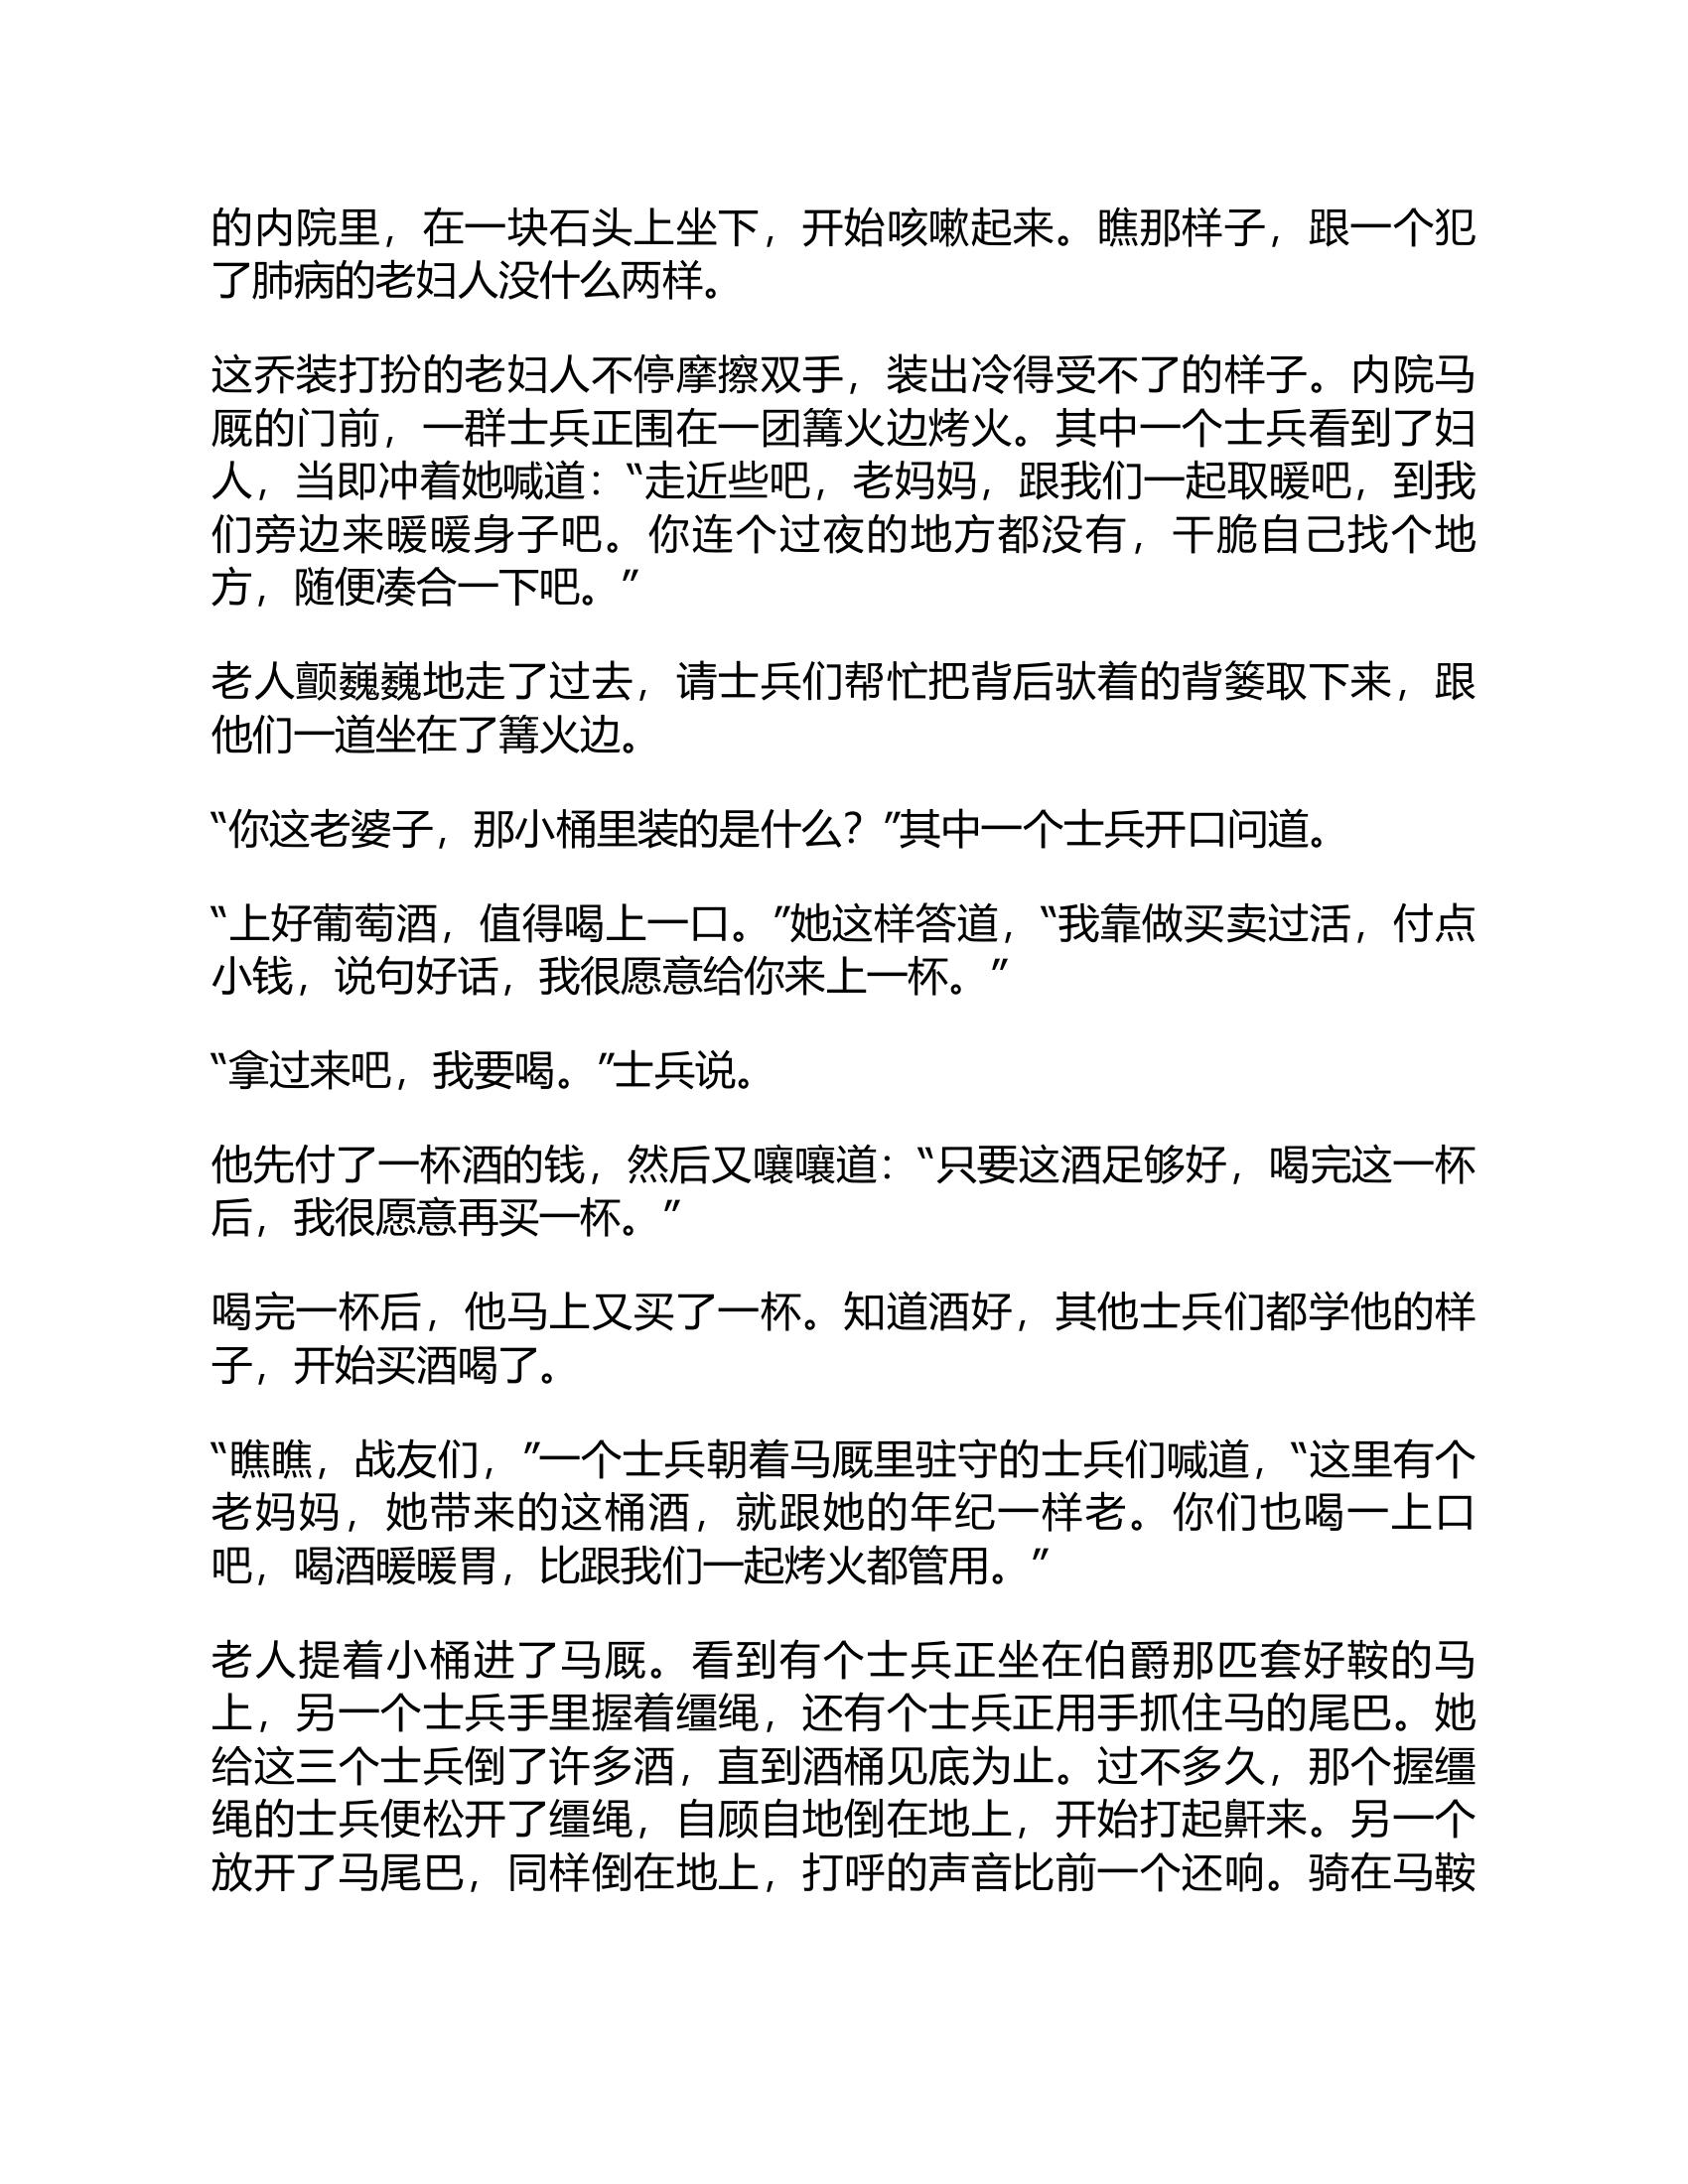 的内院里，在一块石头上坐下，开始咳嗽起来。瞧那样子，跟一个犯
了肺病的老妇人没什么两样。
这乔装打扮的老妇人不停摩擦双手，装出冷得受不了的样子。内院马
厩的门前，一群士兵正围在一团篝火边烤火。其中一个士兵看到了妇
人，当即冲着她喊道：“走近些吧，老妈妈，跟我们一起取暖吧，到我
们旁边来暖暖身子吧。你连个过夜的地方都没有，干脆自己找个地
方，随便凑合一下吧。”
老人颤巍巍地走了过去，请士兵们帮忙把背后驮着的背篓取下来，跟
他们一道坐在了篝火边。
“你这老婆子，那小桶里装的是什么？”其中一个士兵开口问道。
“上好葡萄酒，值得喝上一口。”她这样答道，“我靠做买卖过活，付点
小钱，说句好话，我很愿意给你来上一杯。”
“拿过来吧，我要喝。”士兵说。
他先付了一杯酒的钱，然后又嚷嚷道：“只要这酒足够好，喝完这一杯
后，我很愿意再买一杯。”
喝完一杯后，他马上又买了一杯。知道酒好，其他士兵们都学他的样
子，开始买酒喝了。
“瞧瞧，战友们，”一个士兵朝着马厩里驻守的士兵们喊道，“这里有个
老妈妈，她带来的这桶酒，就跟她的年纪一样老。你们也喝一上口
吧，喝酒暖暖胃，比跟我们一起烤火都管用。”
老人提着小桶进了马厩。看到有个士兵正坐在伯爵那匹套好鞍的马
上，另一个士兵手里握着缰绳，还有个士兵正用手抓住马的尾巴。她
给这三个士兵倒了许多酒，直到酒桶见底为止。过不多久，那个握缰
绳的士兵便松开了缰绳，自顾自地倒在地上，开始打起鼾来。另一个
放开了马尾巴，同样倒在地上，打呼的声音比前一个还响。骑在马鞍